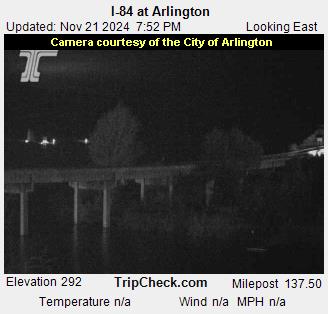 I-84 at Arlington
Updated: Nov 21 2024 7:52 PM Looking East
Camera courtesy of the City of Arlington
Elevation 292 TripCheck.com Milepost 137.50
Temperature n/a Wind n/a MPH n/a